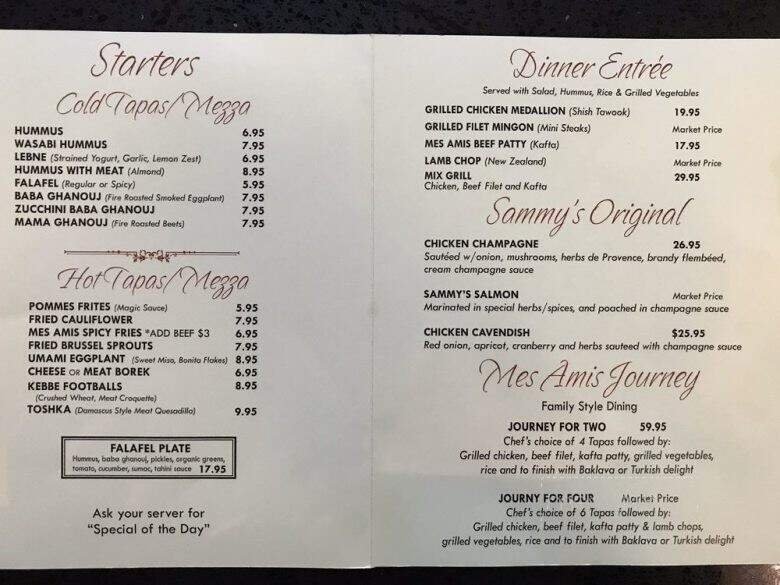 Starters
Cold Tapas/Mezza
HUMMUS 6.95
WASABI HUMMUS 7.95
LEBNE (Strained Yogurt, Garlic, Lemon Zest) 6.95
HUMMUS WITH MEAT (Almond) 8.95
FALAFEL (Regular or Spicy) 5.95
BABA GHANOUJ (Fire Roasted Smoked Eggplant) 7.95
ZUCCHINI BABA GHANOUJ 7.95
MAMA GHANOUJ (Fire Roasted Beets) 7.95
Hot Tapas/Mezza
POMMES FRITES (Magic Sauce) 5.95
FRIED CAULIFLOWER 7.95
MES AMIS SPICY FRIES *ADD BEEF $3 6.95
FRIED BRUSSEL SPROUTS 7.95
UMAMI EGGPLANT (Sweet Miso, Bonita Flakes) 8.95
CHEESE OR MEAT BOREK 6.95
KEBBE FOOTBALLS 8.95
(Crushed Wheat, Meat Croquette)
TOSHKA (Damascus Style Meat Quesadilla) 9.95
FALAFEL PLATE
Hummus, baba ghanouj, pickles, organic greens,
tomato, cucumber, sumac, tahini sauce 17.95
Ask your server for
"Special of the Day"
Dinner Entrée
Served with Salad, Hummus, Rice & Grilled Vegetables
GRILLED CHICKEN MEDALLION (Shish Tawook) 19.95
GRILLED FILET MINGON (Mini Steaks) Market Price
MES AMIS BEEF PATTY (Kafta) 17.95
LAMB CHOP (New Zealand) Market Price
MIX GRILL 29.95
Chicken, Beef Filet and Kafta
Sammy's Original
CHICKEN CHAMPAGNE 26.95
Sautéed w/onion, mushrooms, herbs de Provence, brandy flembéed,
cream champagne sauce
SAMMY'S SALMON Market Price
Marinated in special herbs/spices, and poached in champagne sauce
CHICKEN CAVENDISH $25.95
Red onion, apricot, cranberry and herbs sauteed with champagne sauce
Mes Amis Journey
Family Style Dining
JOURNEY FOR TWO 59.95
Chef's choice of 4 Tapas followed by:
Grilled chicken, beef filet, kafta patty, grilled vegetables,
rice and to finish with Baklava or Turkish delight
JOURNY FOR FOUR Market Price
Chef's choice of 6 Tapas followed by:
Grilled chicken, beef filet, kafta patty & lamb chops,
grilled vegetables, rice and to finish with Baklava or Turkish delight